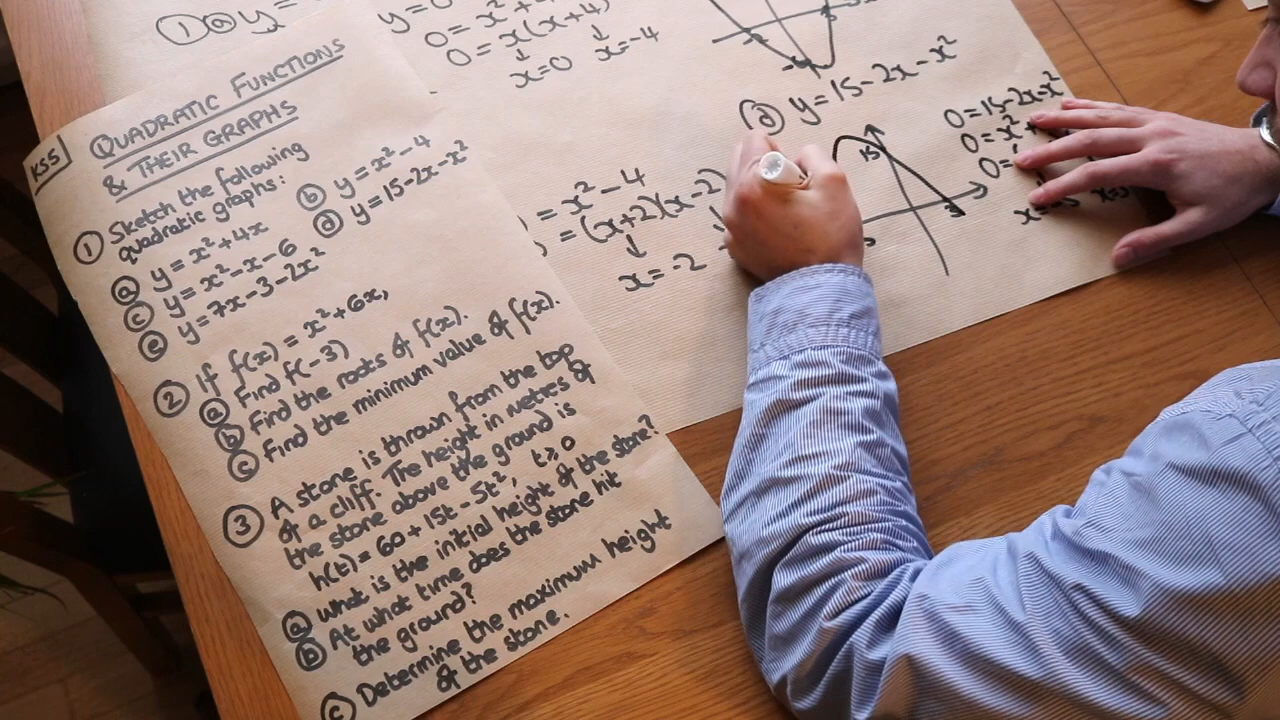 KS5
QUADRATIC FUNCTIONS
& THEIR GRAPHS
① Sketch the following
quadratic graphs:
ⓐ y = x² + 4x
ⓑ y = x² - 4
ⓒ y = x² - x - 6
ⓓ y = 15 - 2x - x²
ⓔ y = 7x - 3 - 2x²
② If f(x) = x² + 6x,
ⓐ Find f(-3)
ⓑ Find the roots of f(x).
ⓒ Find the minimum value of f(x).
③ A stone is thrown from the top
of a cliff. The height in metres of
the stone above the ground is
h(t) = 60 + 15t - 5t², t ≥ 0
ⓐ What is the initial height of the stone?
ⓑ At what time does the stone hit
the ground?
ⓒ Determine the maximum height
of the stone.
① ⓐ y =
0 = x(x+4)
x=0 x=-4
= x² - 4
= (x+2)(x-2)
x = -2
ⓓ y = 15 - 2x - x²
15
0 = 15 - 2x - x²
0 = x²
0 =